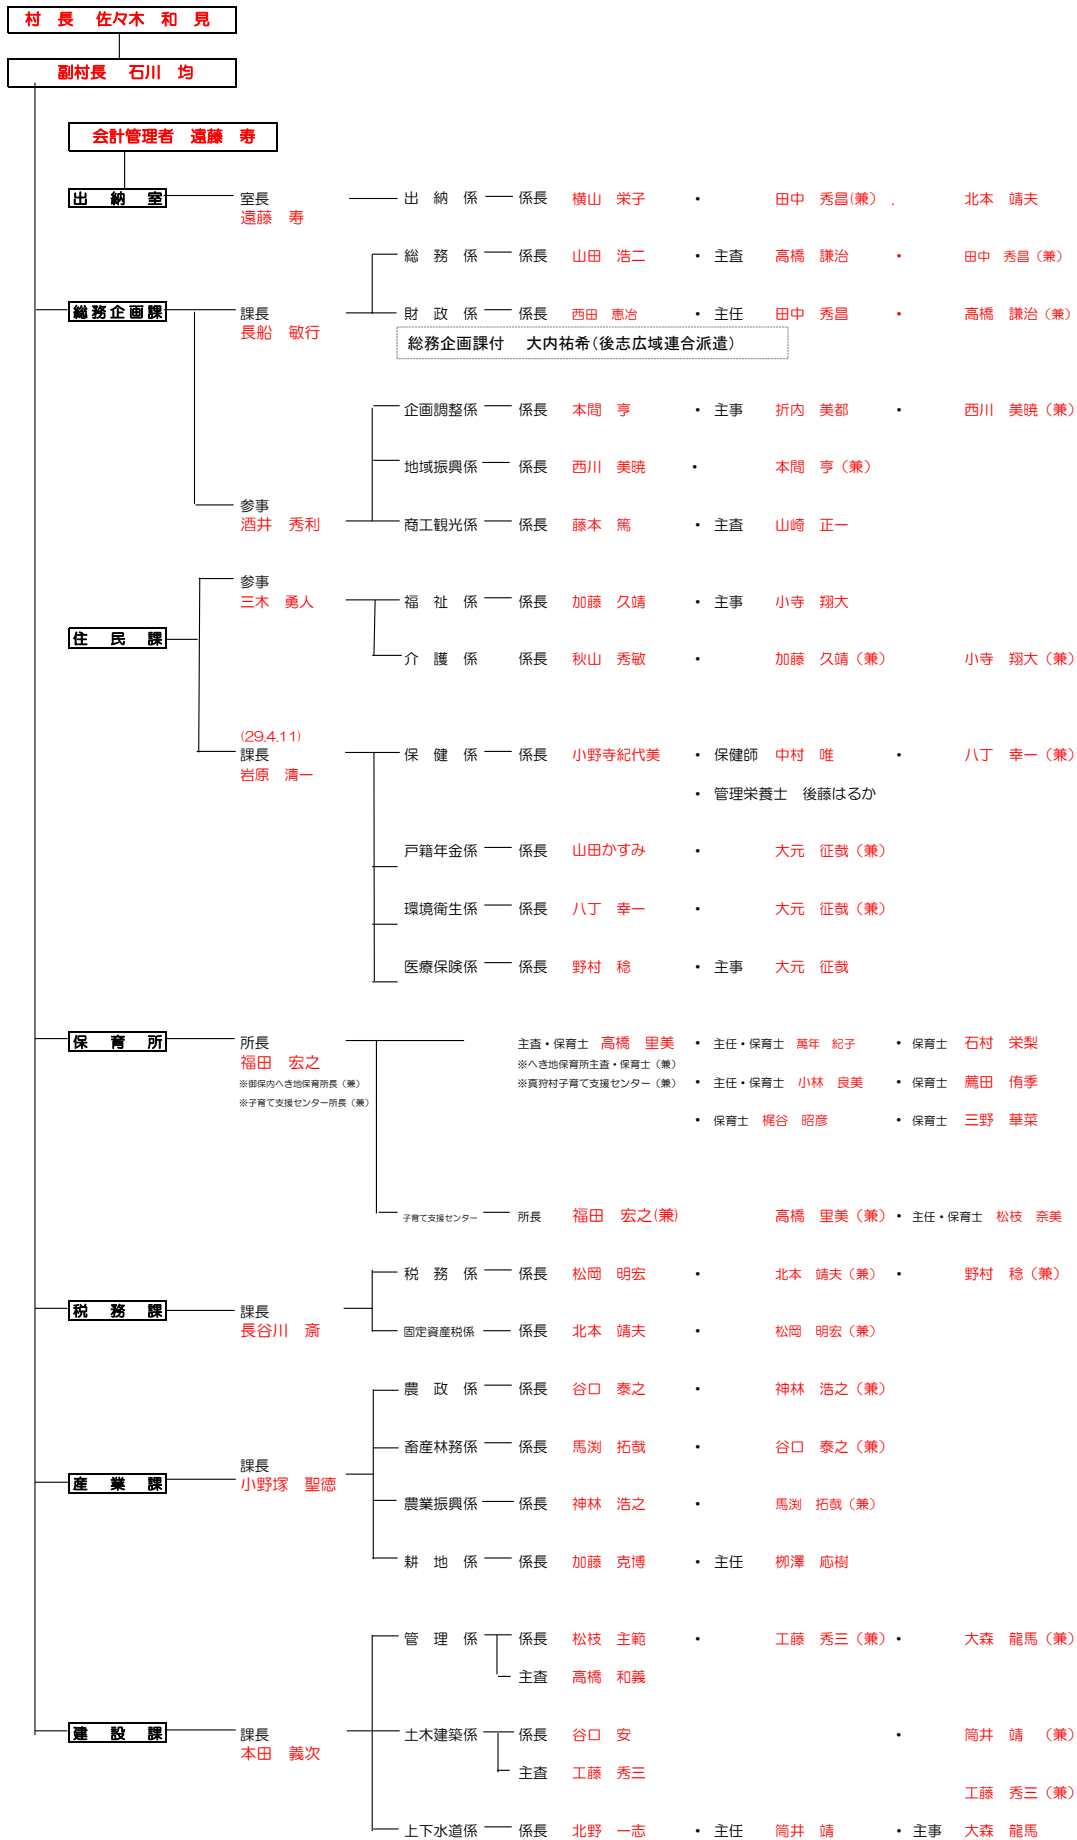 村　長　佐々木　和　見
副村長　石川　均
会計管理者　遠藤　寿
出　納　室　室長　出　納　係　係長　横山　栄子　・　田中　秀昌(兼)　.　北本　靖夫
遠藤　寿
総　務　係　係長　山田　浩二　・　主査　高橋　謙治　・　田中　秀昌（兼）
総務企画課　課長　財　政　係　係長　西田　恵治　・　主任　田中　秀昌　・　高橋　謙治（兼）
長船　敏行
総務企画課付　大内祐希（後志広域連合派遣）
企画調整係　係長　本間　亨　・　主事　折内　美都　・　西川　美暁（兼）
地域振興係　係長　西川　美暁　・　本間　亨（兼）
参事
酒井　秀利　商工観光係　係長　藤本　篤　・　主査　山崎　正一
参事
三木　勇人　福　祉　係　係長　加藤　久靖　・　主事　小寺　翔大
住　民　課
介　護　係　係長　秋山　秀敏　・　加藤　久靖（兼）　小寺　翔大（兼）
(29.4.11)
課長　保　健　係　係長　小野寺紀代美　・　保健師　中村　唯　・　八丁　幸一（兼）
岩原　清一
・　管理栄養士　後藤はるか
戸籍年金係　係長　山田かすみ　・　大元　征哉（兼）
環境衛生係　係長　八丁　幸一　・　大元　征哉（兼）
医療保険係　係長　野村　稔　・　主事　大元　征哉
保　育　所　所長　主査・保育士　高橋　里美　・　主任・保育士　萬年　紀子　・　保育士　石村　栄梨
福田　宏之　※へき地保育所主査・保育士（兼）
※御保内へき地保育所長（兼）　※真狩村子育て支援センター（兼）　・　主任・保育士　小林　良美　・　保育士　薦田　侑季
※子育て支援センター所長（兼）
・　保育士　梶谷　昭彦　・　保育士　三野　華菜
子育て支援センター　所長　福田　宏之(兼)　高橋　里美（兼）・　主任・保育士　松枝　奈美
税　務　係　係長　松岡　明宏　・　北本　靖夫（兼）　・　野村　稔（兼）
税　務　課　課長
長谷川　斎　固定資産税係　係長　北本　靖夫　・　松岡　明宏（兼）
農　政　係　係長　谷口　泰之　・　神林　浩之（兼）
畜産林務係　係長　馬渕　拓哉　・　谷口　泰之（兼）
課長
産　業　課　小野塚　聖徳
農業振興係　係長　神林　浩之　・　馬渕　拓哉（兼）
耕　地　係　係長　加藤　克博　・　主任　栁澤　応樹
管　理　係　係長　松枝　主範　・　工藤　秀三（兼）・　大森　龍馬（兼）
主査　高橋　和義
建　設　課　課長　土木建築係　係長　谷口　安　・　筒井　靖　（兼）
本田　義次
主査　工藤　秀三
工藤　秀三（兼）
上下水道係　係長　北野　一志　・　主任　筒井　靖　・　主事　大森　龍馬